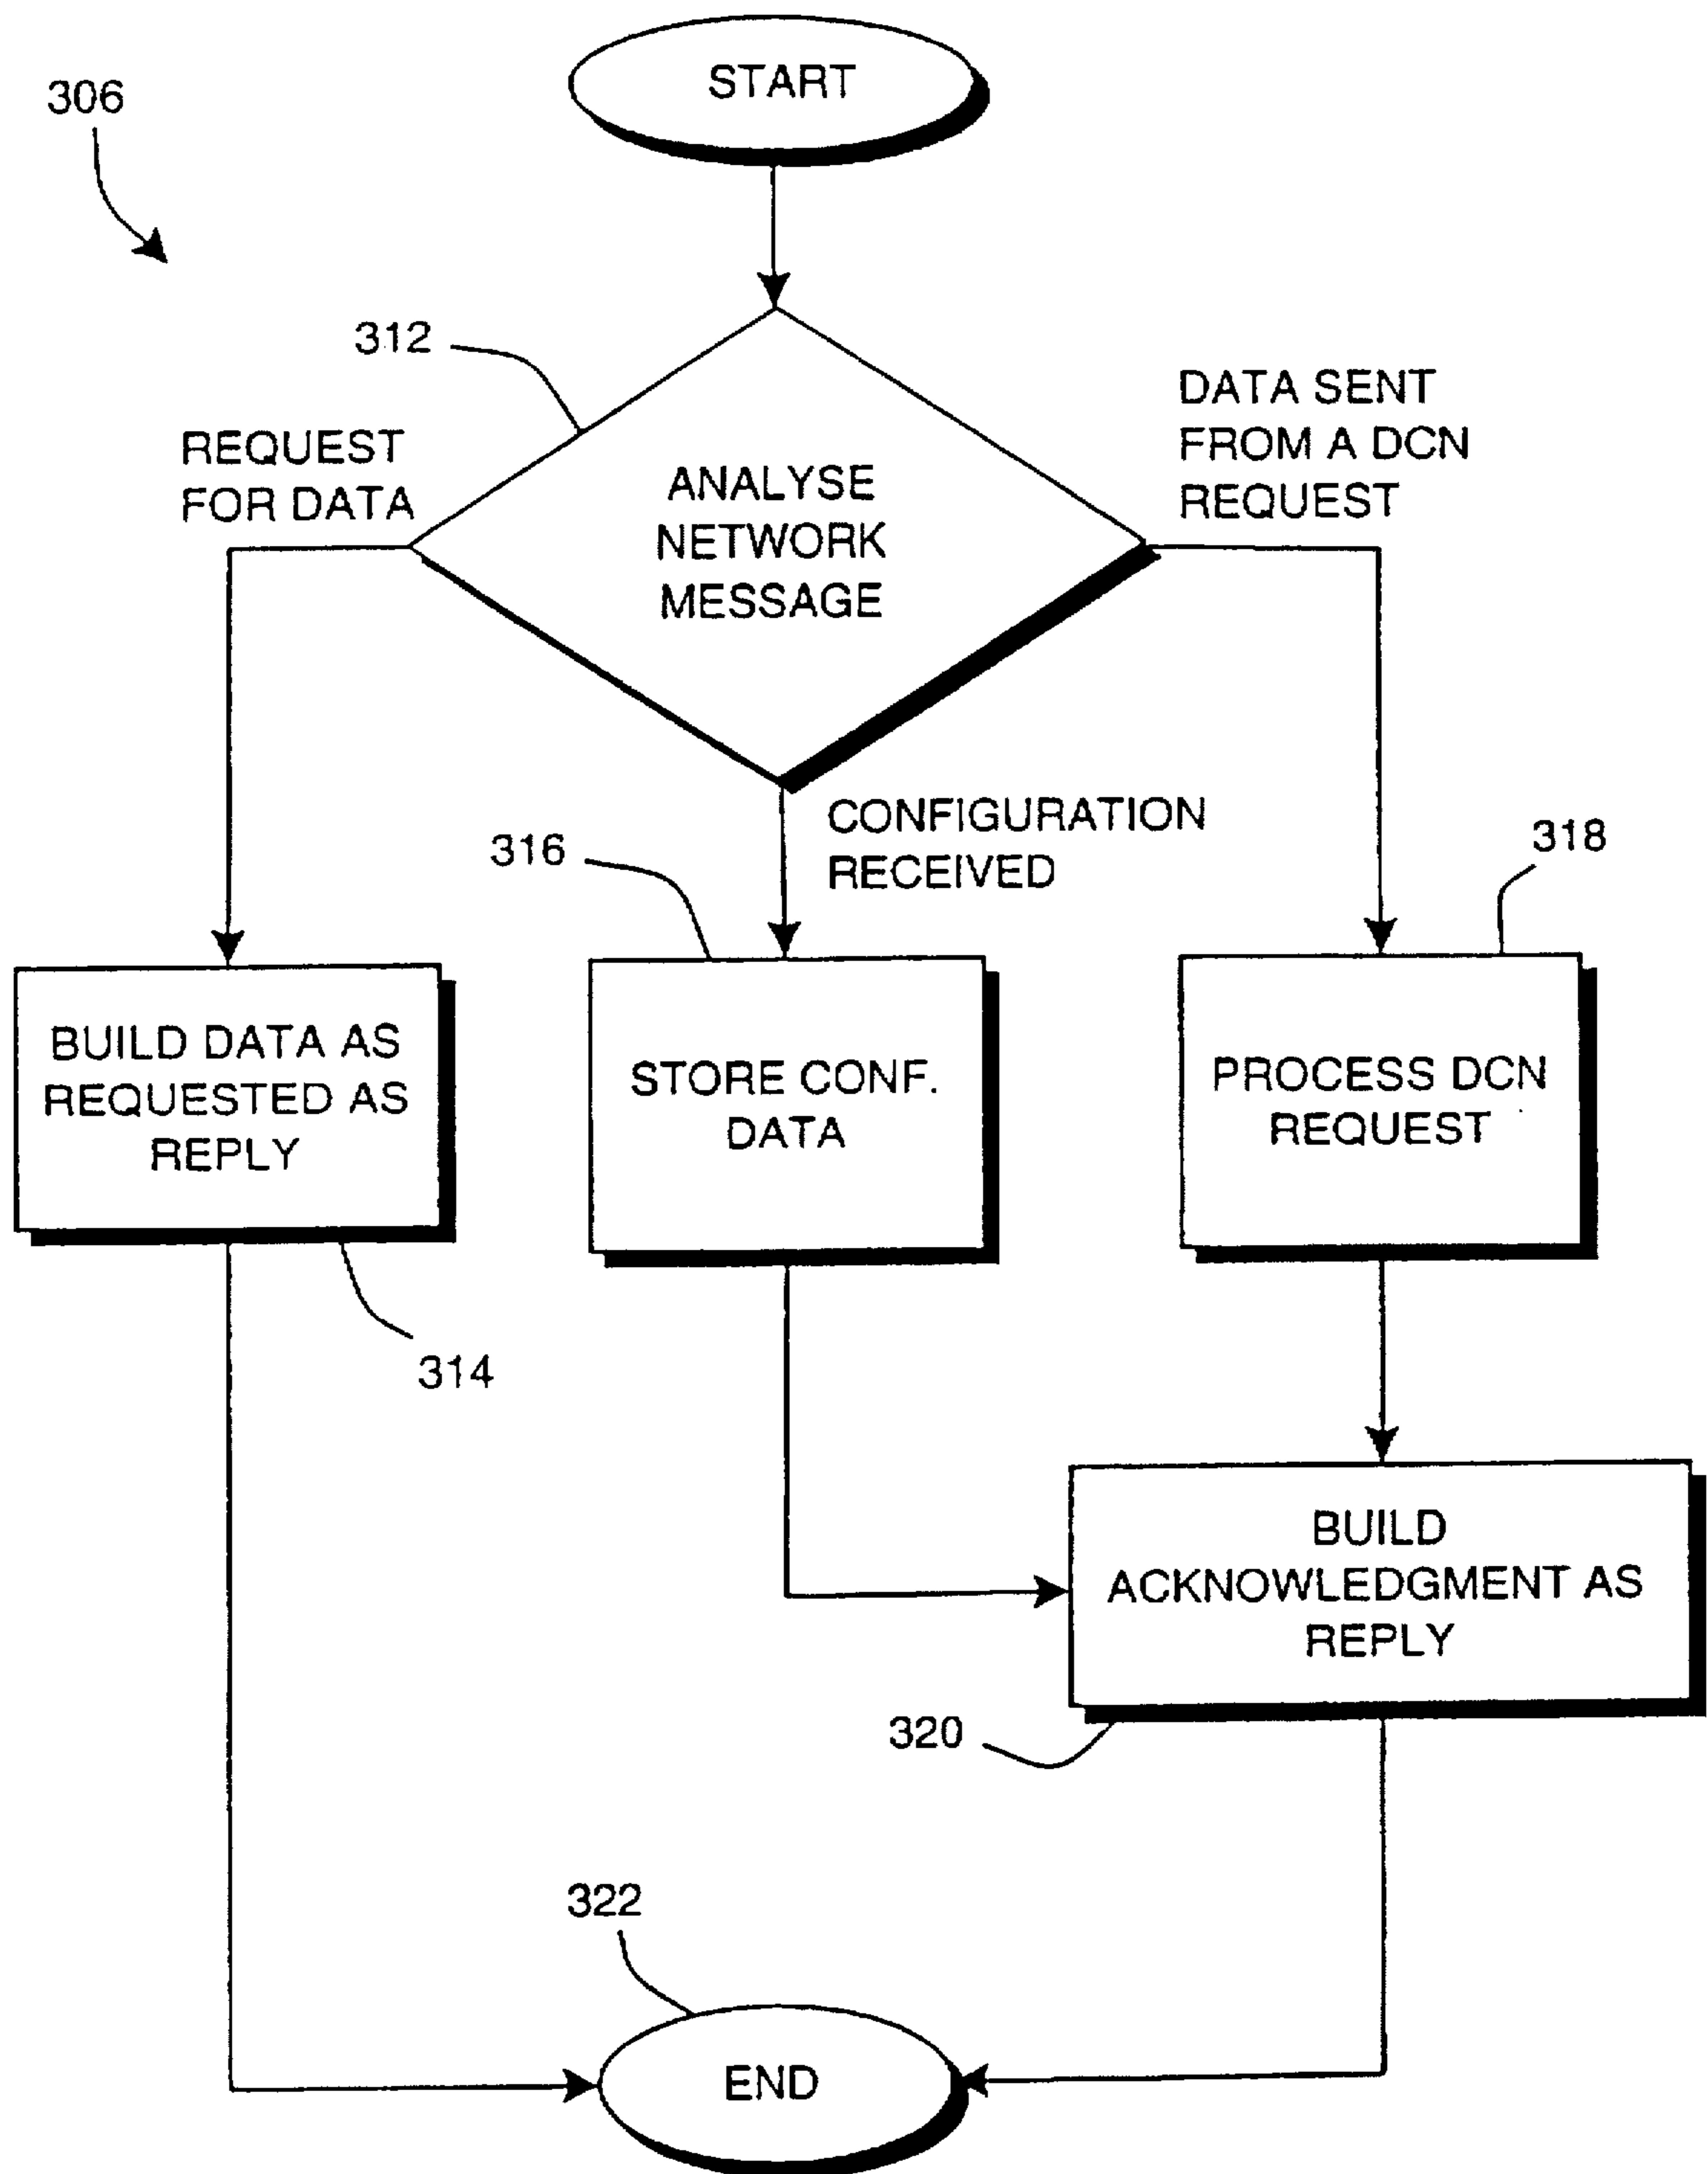 START
306
312
ANALYSE
NETWORK
MESSAGE
REQUEST
FOR DATA
DATA SENT
FROM A DCN
REQUEST
CONFIGURATION
RECEIVED
316
318
BUILD DATA AS
REQUESTED AS
REPLY
STORE CONF.
DATA
PROCESS DCN
REQUEST
314
BUILD
ACKNOWLEDGMENT AS
REPLY
320
322
END